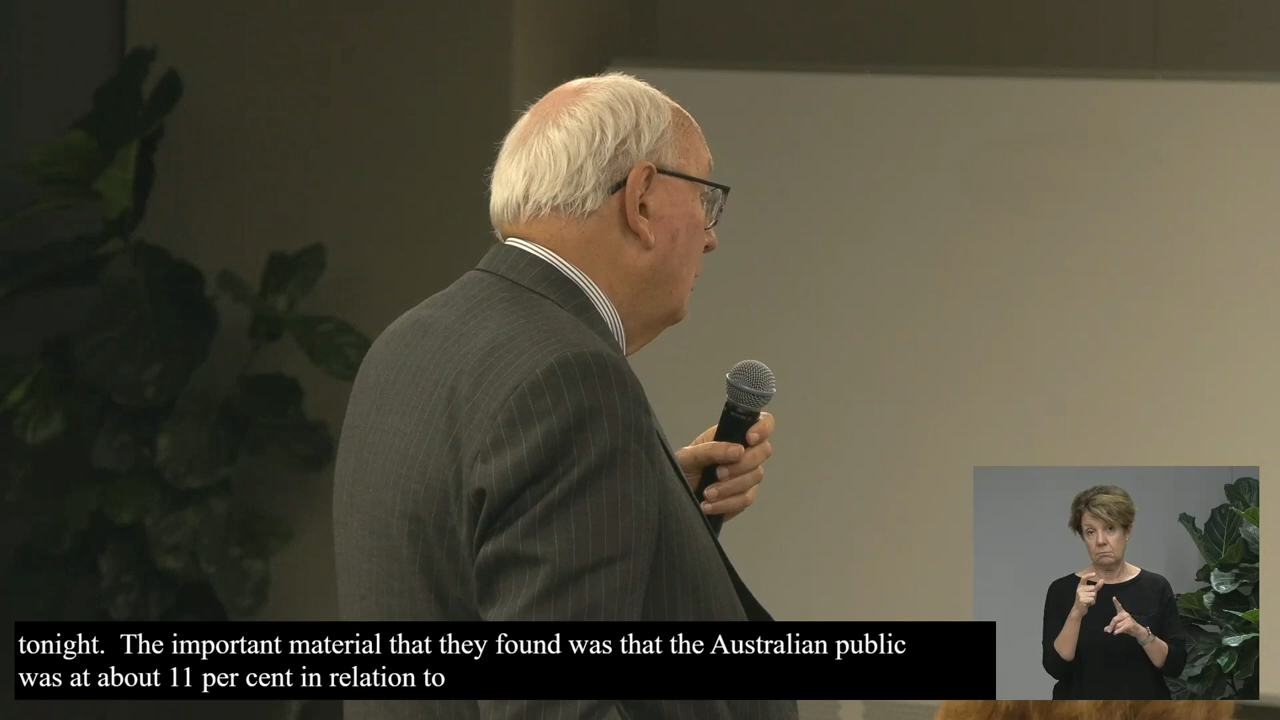 tonight.  The important material that they found was that the Australian public
was at about 11 per cent in relation to